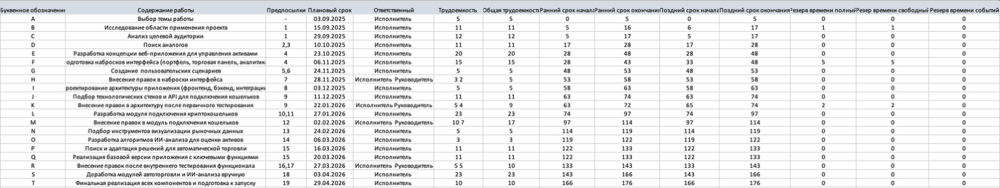 Буквенное обозначени Содержание работы Предпосылки Плановый срок Ответственный Трудоемкость Общая трудоемкост Ранний срок начала Ранний срок окончани Поздний срок начала Поздний срок окончания Резерв времени полны Резерв времени свободны Резерв времени событий
A Выбор темы работы - 03.09.2025 Исполнитель 5 5 0 5 0 5 0 0 0
B Исследование области применения проекта 1 15.09.2025 Исполнитель 11 11 5 16 6 17 1 1 0
C Анализ целевой аудитории 1 29.09.2025 Исполнитель 12 12 5 17 5 17 0 0 0
D Поиск аналогов 2,3 10.10.2025 Исполнитель 11 11 17 28 17 28 0 0 0
E Разработка концепции веб-приложения для управления активами 4 23.10.2025 Исполнитель 20 20 28 48 28 48 0 0 0
F одготовка набросков интерфейса (портфель, торговая панель, аналитик 4 06.11.2025 Исполнитель 15 15 28 43 33 48 5 5 0
G Создание пользовательских сценариев 5,6 24.11.2025 Исполнитель 5 5 48 53 48 53 0 0 0
H Внесение правок в наброски интерфейса 7 28.11.2025 Исполнитель Руководитель 3 2 5 53 58 53 58 0 0 0
I роектирование архитектуры приложения (фронтенд, бэкенд, интеграции 8 03.12.2025 Исполнитель 5 5 58 63 58 63 0 0 0
J Подбор технологических стеков и API для подключения кошельков 9 11.12.2025 Исполнитель 11 11 63 74 63 74 0 0 0
K Внесение правок в архитектуру после первичного тестирования 9 22.01.2026 Исполнитель Руководитель 5 4 9 63 72 65 74 2 2 0
L Разработка модуля подключения криптокошельков 10,11 27.01.2026 Исполнитель 23 23 74 97 74 97 0 0 0
M Внесение правок в модуль подключения кошельков 12 02.02.2026 Исполнитель Руководитель 10 7 17 97 114 97 114 0 0 0
N Подбор инструментов визуализации рыночных данных 13 24.02.2026 Исполнитель 5 5 114 119 114 119 0 0 0
O Разработка алгоритмов ИИ-анализа для оценки активов 14 06.03.2026 Исполнитель 3 3 119 122 119 122 0 0 0
P Поиск и адаптация решений для автоматической торговли 15 16.03.2026 Исполнитель 11 11 122 133 122 133 0 0 0
Q Реализация базовой версии приложения с ключевыми функциями 15 20.03.2026 Исполнитель 11 11 122 133 122 133 0 0 0
R Внесение правок после внутреннего тестирования функционала 16,17 27.03.2026 Исполнитель Руководитель 5 5 10 133 143 133 143 0 0 0
S Доработка модулей автоторговли и ИИ-анализа вручную 18 03.04.2026 Исполнитель 23 23 143 166 143 166 0 0 0
T Финальная реализация всех компонентов и подготовка к запуску 19 29.04.2026 Исполнитель 10 10 166 176 166 176 0 0 0